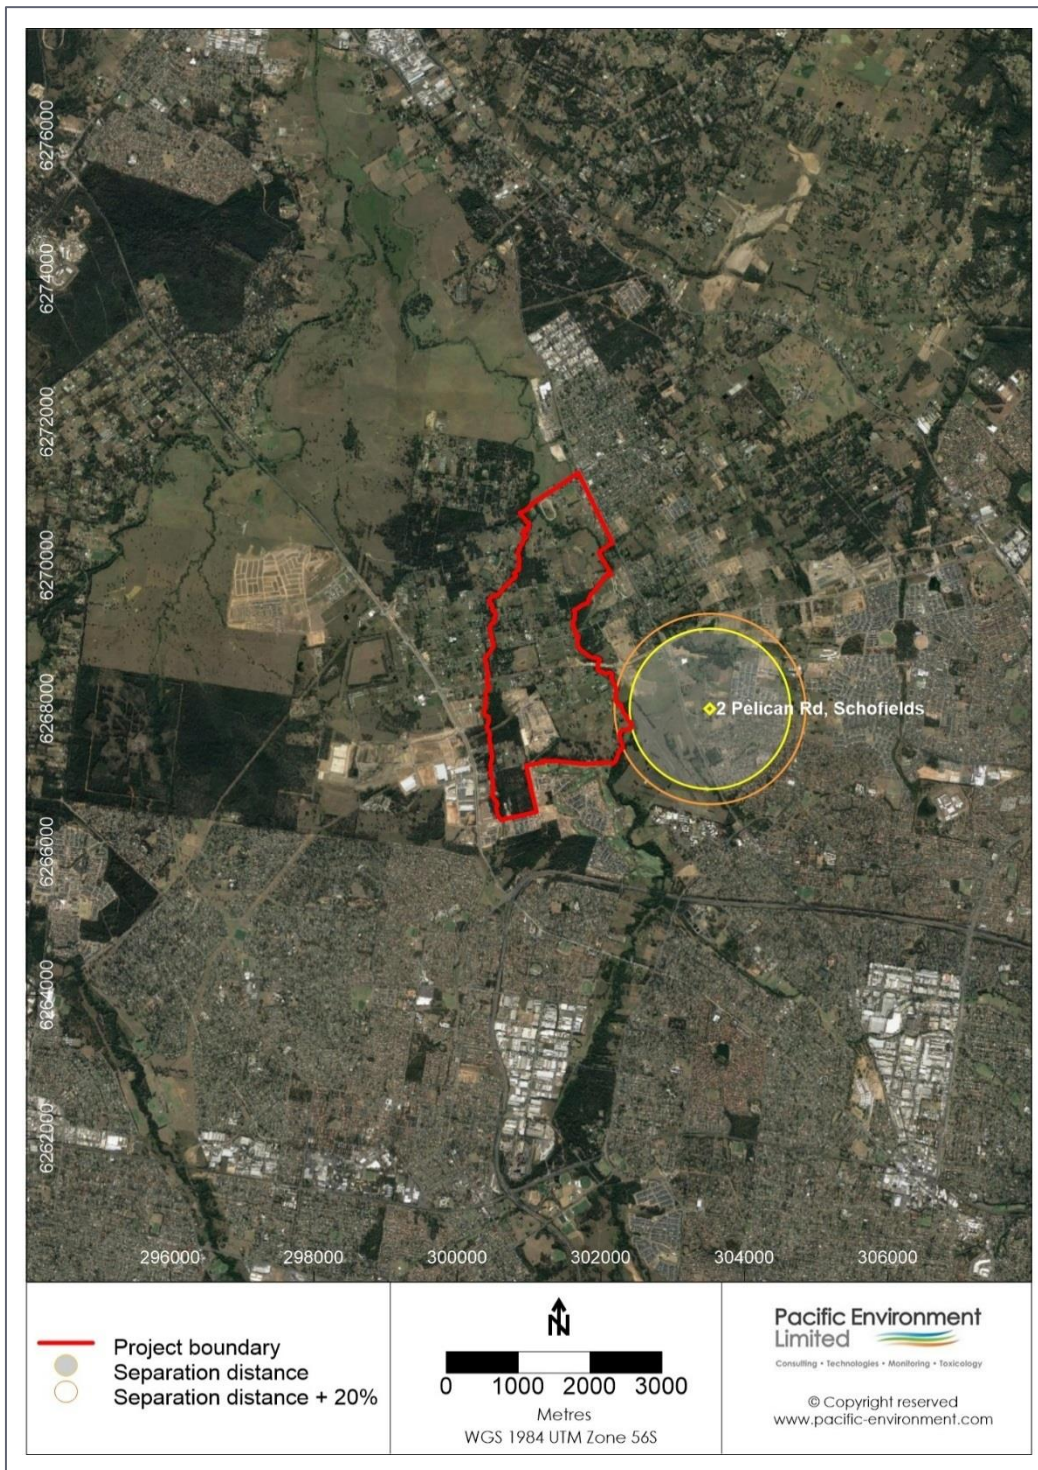 6276000
6274000
6272000
6270000
6268000
6266000
6264000
6262000
2 Pelican Rd, Schofields
296000
298000
300000
302000
304000
306000
Project boundary
Separation distance
Separation distance + 20%
N
0 1000 2000 3000
Metres
WGS 1984 UTM Zone 56S
Pacific Environment
Limited
Consulting • Technologies • Monitoring • Toxicology
© Copyright reserved
www.pacific-environment.com